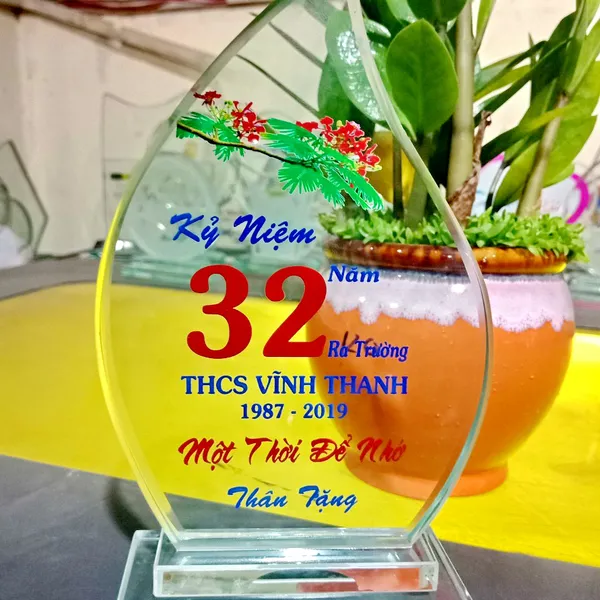 Kỷ Niệm
32 Năm
Ra Trường
THCS VĨNH THANH
1987 - 2019
Một Thời Để Nhớ
Thân Tặng